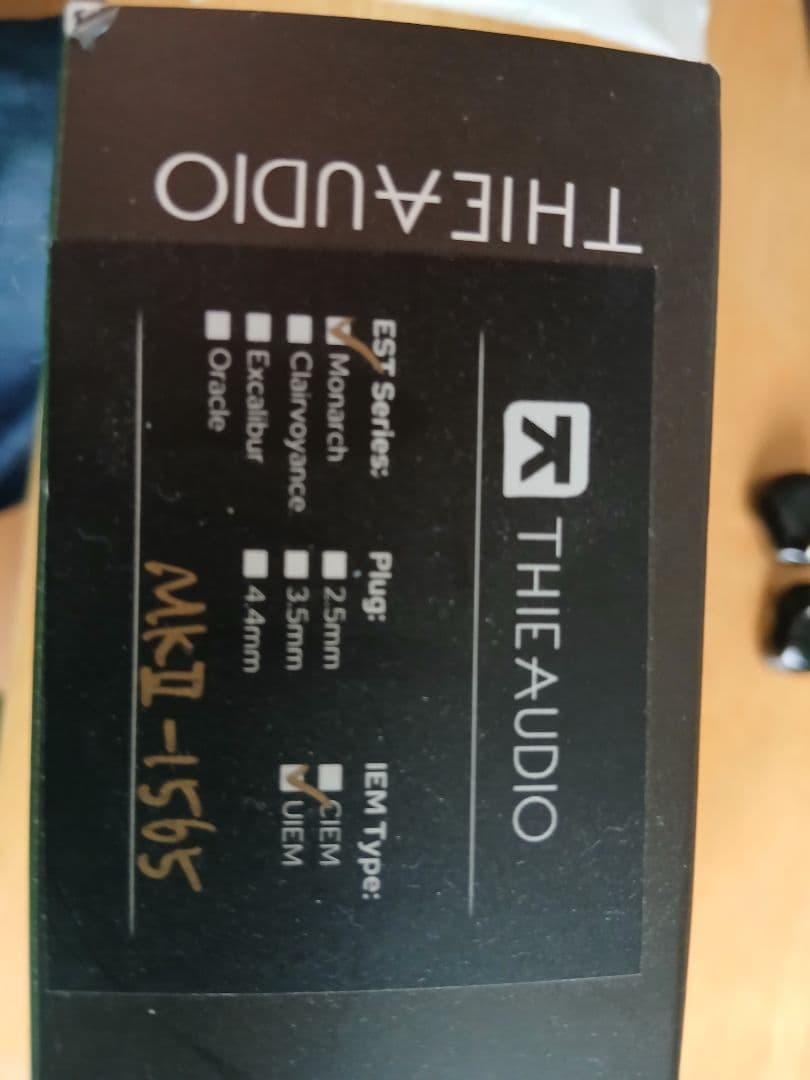 THIEAUDIO
THIEAUDIO
EST Series:
Monarch
Clairvoyance
Excalibur
Oracle
Plug:
2.5mm
3.5mm
4.4mm
IEM Type:
CIEM
UIEM
MKII-1565